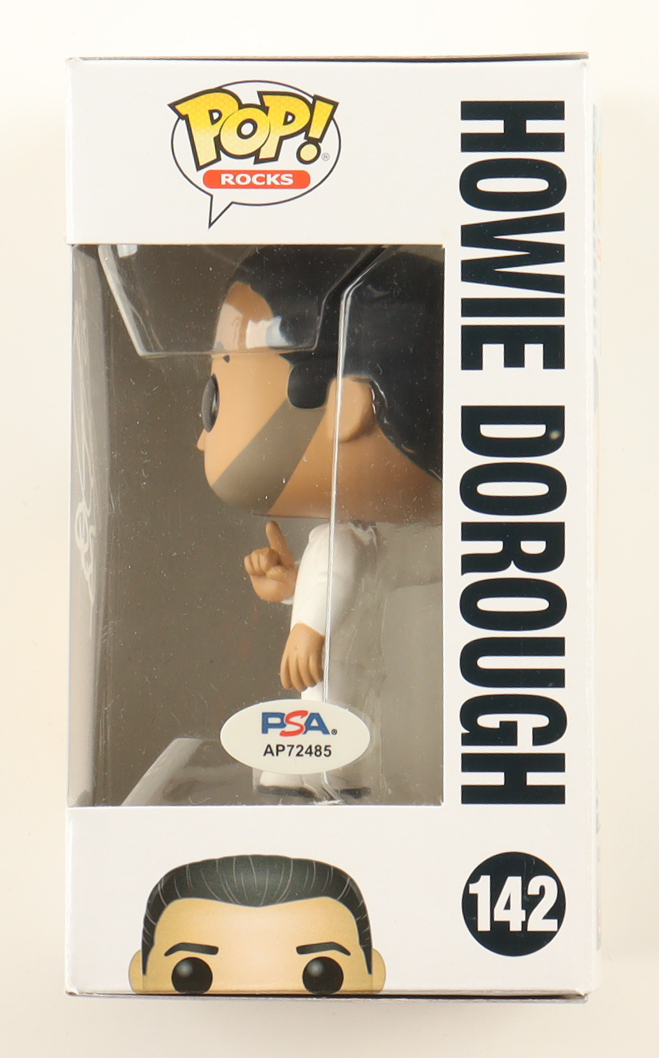 POP!
ROCKS
HOWIE DOROUGH
PSA
AP72485
142